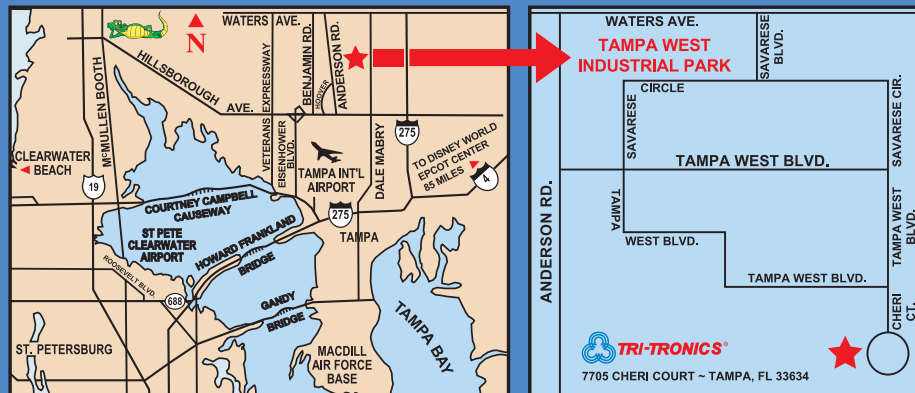 WATERS AVE.
N
HILLSBOROUGH
AVE.
MCMULLEN BOOTH
VETERANS EXPRESSWAY
EISENHOWER
BLVD.
BENJAMIN RD.
HOOVER
ANDERSON RD.
DALE MABRY
275
TO DISNEY WORLD
EPCOT CENTER
85 MILES
4
CLEARWATER
BEACH
19
TAMPA INT'L
AIRPORT
COURTNEY CAMPBELL
CAUSEWAY
275
TAMPA
ST PETE
CLEARWATER
AIRPORT
HOWARD FRANKLAND
BRIDGE
ROOSEVELT BLVD.
688
GANDY
BRIDGE
ST. PETERSBURG
MACDILL
AIR FORCE
BASE
TAMPA BAY
WATERS AVE.
TAMPA WEST
INDUSTRIAL PARK
SAVARESE
BLVD.
CIRCLE
SAVARESE
SAVARESE CIR.
TAMPA WEST BLVD.
ANDERSON RD.
TAMPA
WEST BLVD.
TAMPA WEST
BLVD.
TAMPA WEST BLVD.
CHERI
CT.
TRI-TRONICS®
7705 CHERI COURT ~ TAMPA, FL 33634